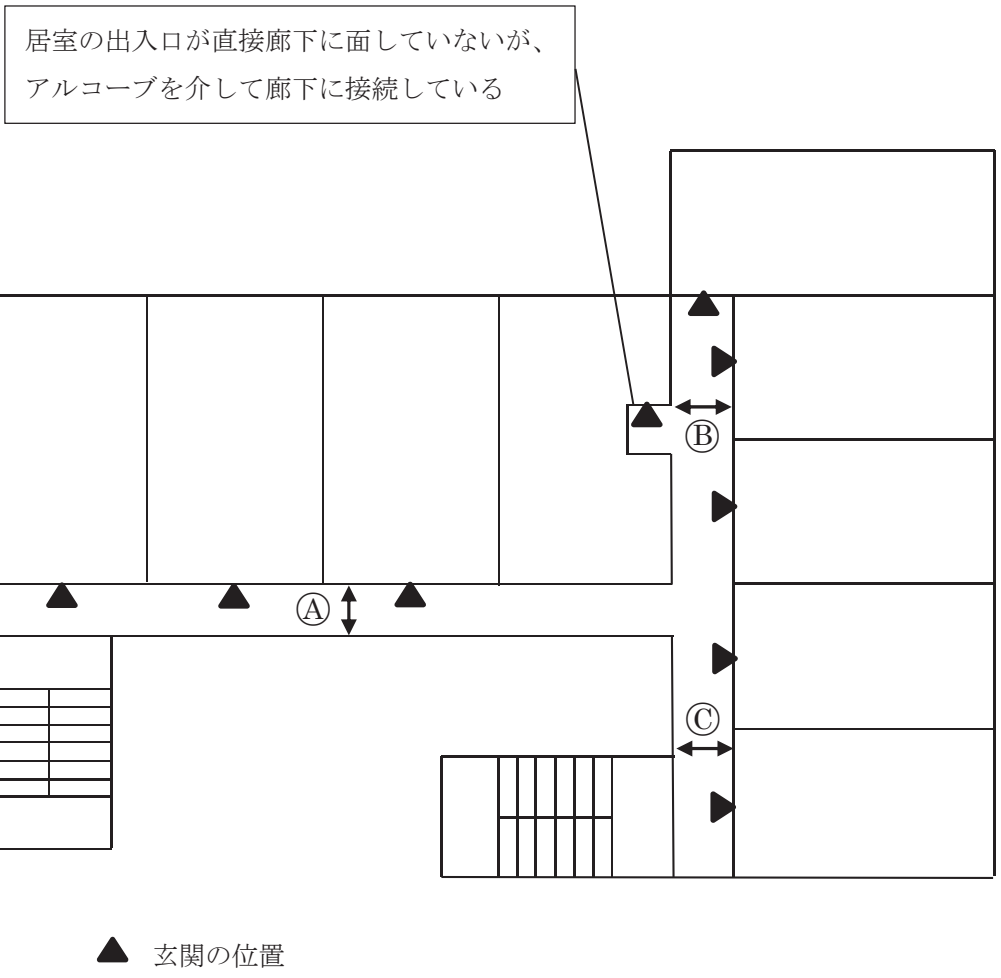 居室の出入口が直接廊下に面していないが、
アルコーブを介して廊下に接続している
Ⓑ
Ⓐ
Ⓒ
玄関の位置